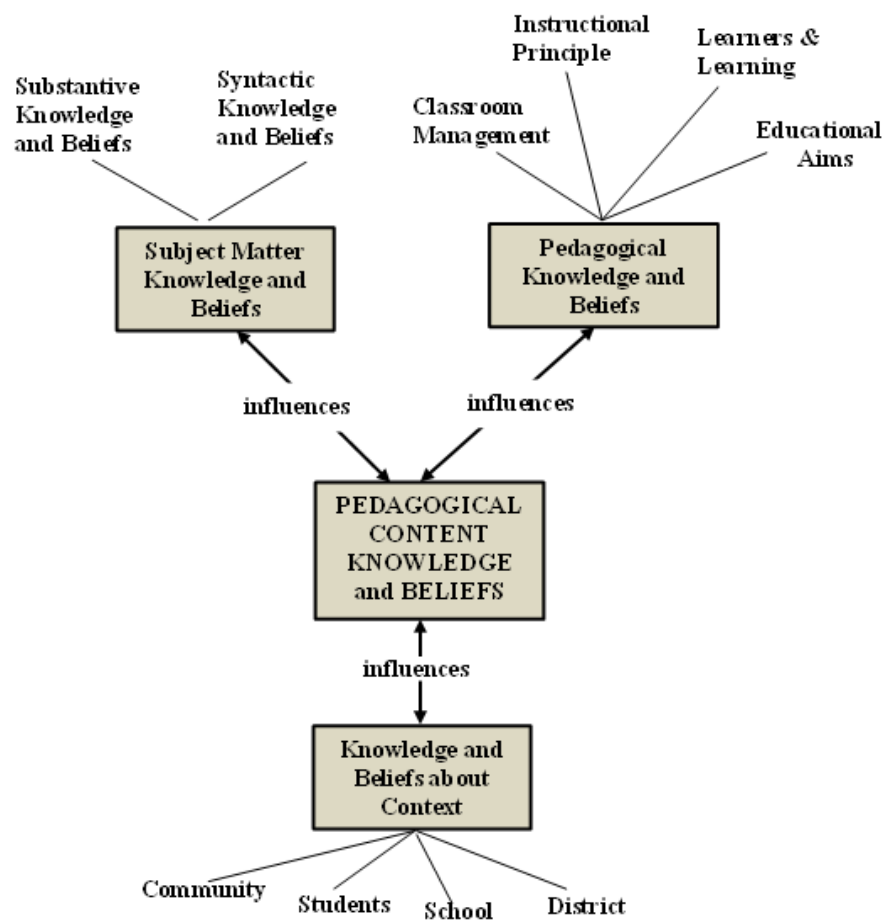 Instructional
Principle
Learners &
Learning
Substantive
Knowledge
and Beliefs
Syntactic
Knowledge
and Beliefs
Classroom
Management
Educational
Aims
Subject Matter
Knowledge and
Beliefs
Pedagogical
Knowledge and
Beliefs
influences
influences
PEDAGOGICAL
CONTENT
KNOWLEDGE
and BELIEFS
influences
Knowledge and
Beliefs about
Context
Community
Students
School
District